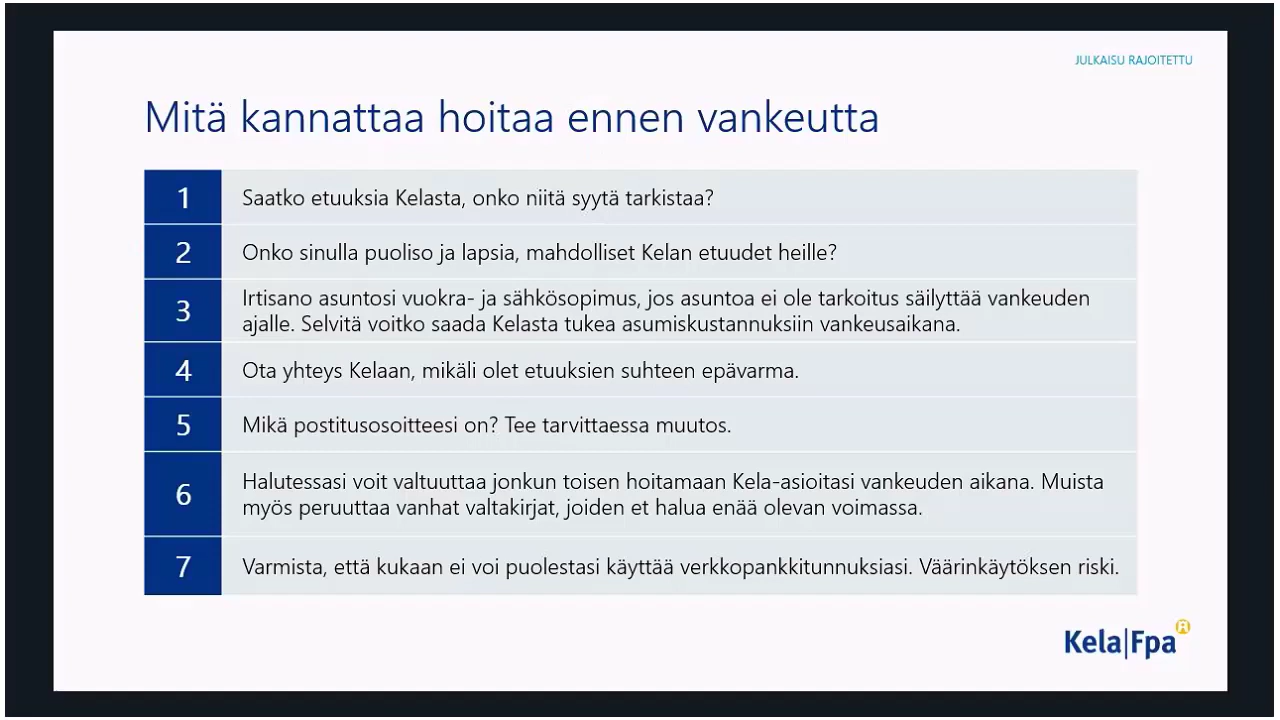 JULKAISU RAJOITETTU
Mitä kannattaa hoitaa ennen vankeutta
1 Saatko etuuksia Kelasta, onko niitä syytä tarkistaa?
2 Onko sinulla puoliso ja lapsia, mahdolliset Kelan etuudet heille?
3 Irtisano asuntosi vuokra- ja sähkösopimus, jos asuntoa ei ole tarkoitus säilyttää vankeuden
ajalle. Selvitä voitko saada Kelasta tukea asumiskustannuksiin vankeusaikana.
4 Ota yhteys Kelaan, mikäli olet etuuksien suhteen epävarma.
5 Mikä postitusosoitteesi on? Tee tarvittaessa muutos.
6 Halutessasi voit valtuuttaa jonkun toisen hoitamaan Kela-asioitasi vankeuden aikana. Muista
myös peruuttaa vanhat valtakirjat, joiden et halua enää olevan voimassa.
7 Varmista, että kukaan ei voi puolestasi käyttää verkkopankkitunnuksiasi. Väärinkäytöksen riski.
Kela|Fpa